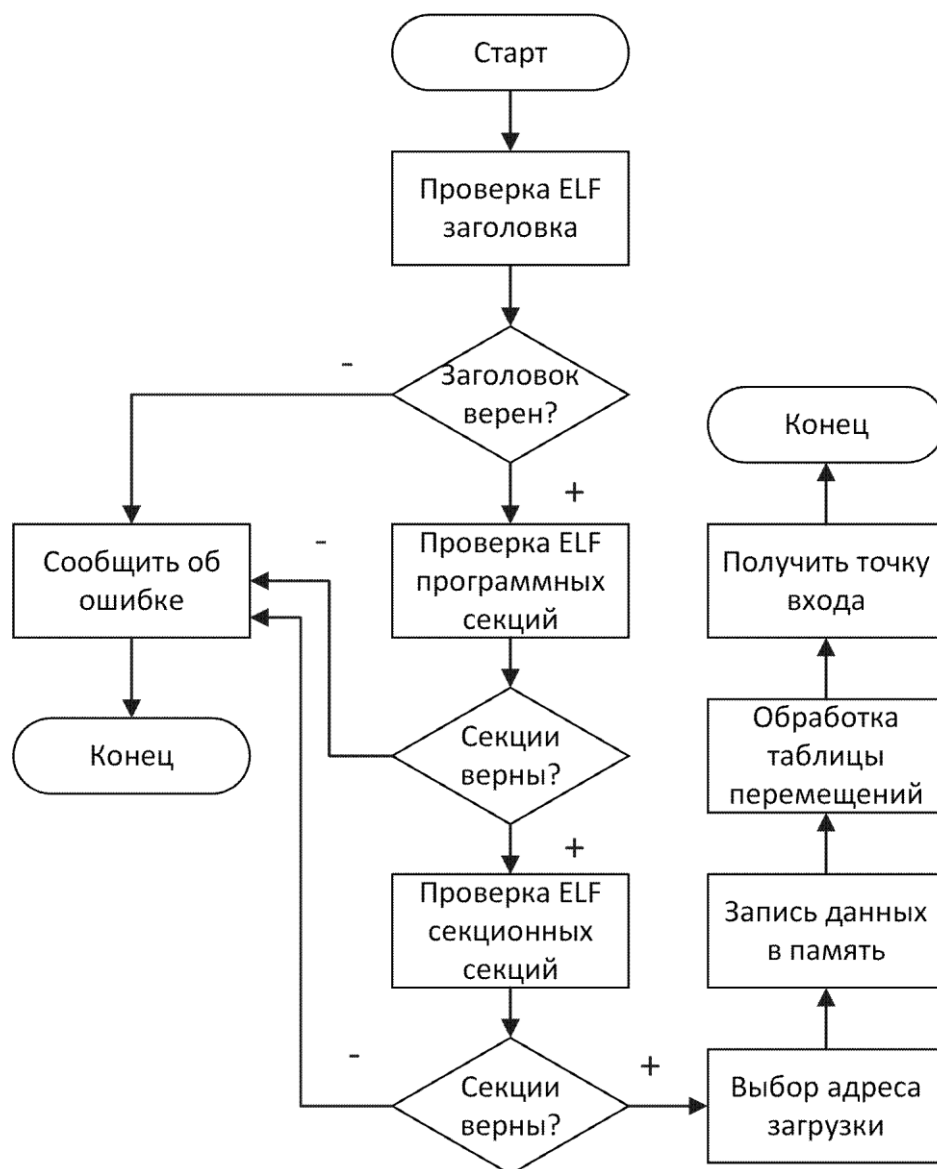 Старт
Проверка ELF
заголовка
-
Заголовок
верен?
+
Конец
Сообщить об
ошибке
-
Проверка ELF
программных
секций
Получить точку
входа
Конец
Секции
верны?
+
Обработка
таблицы
перемещений
Проверка ELF
секционных
секций
Запись данных
в память
-
Секции
верны?
+
Выбор адреса
загрузки